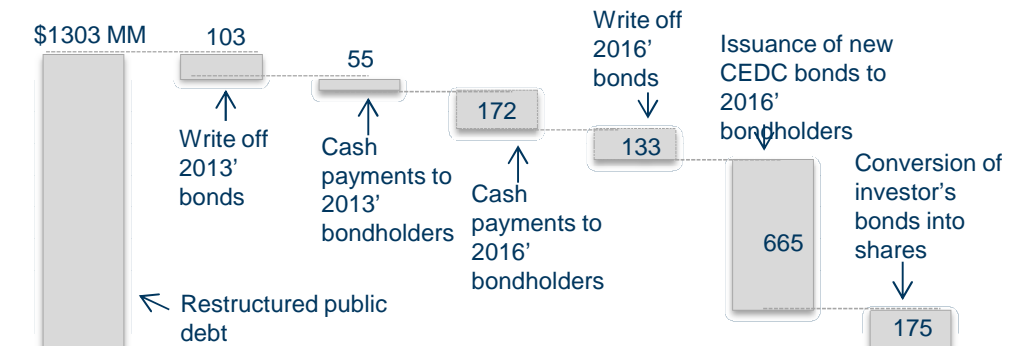 $1303 MM
103
Write off
2013’
bonds
55
Cash
payments to
2013’
bondholders
172
Cash
payments to
2016’
bondholders
Write off
2016’
bonds
133
Issuance of new
CEDC bonds to
2016’
bondholders
665
Conversion of
investor’s
bonds into
shares
175
Restructured public
debt